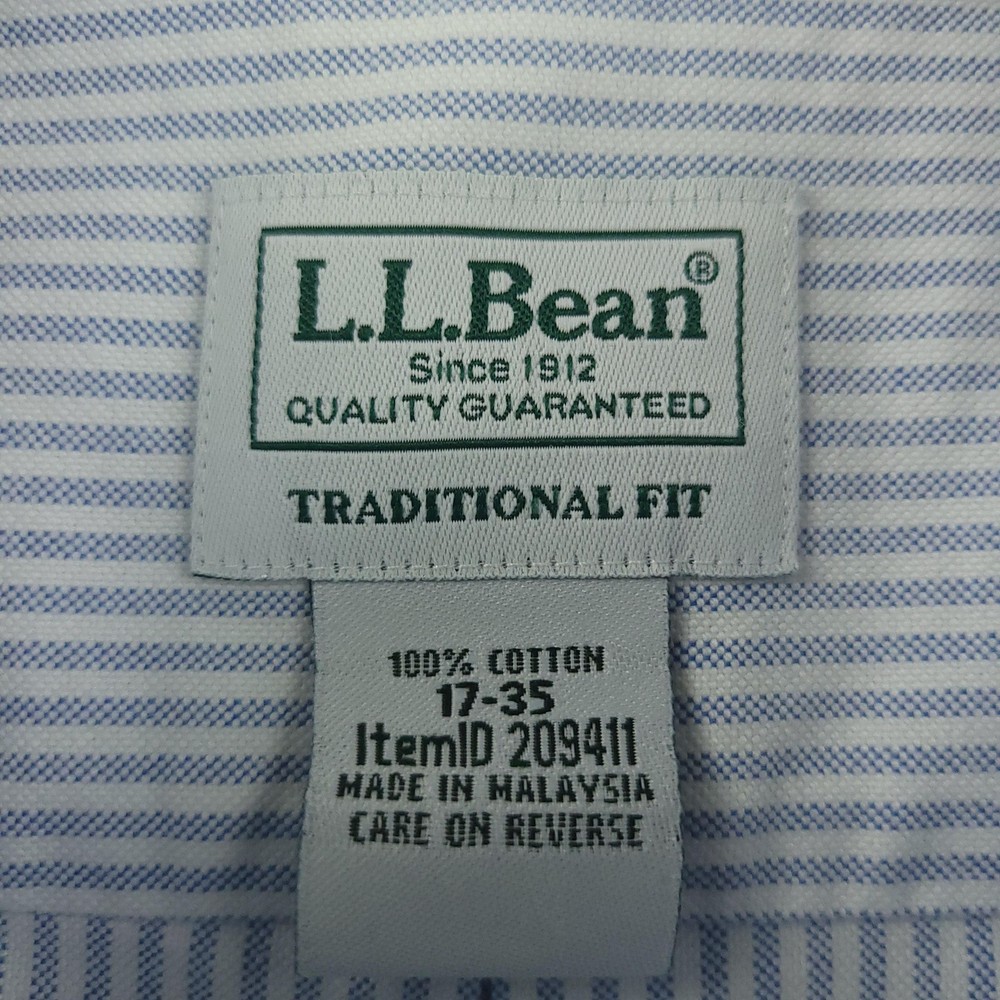 L.L.Bean®
Since 1912
QUALITY GUARANTEED
TRADITIONAL FIT
100% COTTON
17-35
ItemID 209411
MADE IN MALAYSIA
CARE ON REVERSE